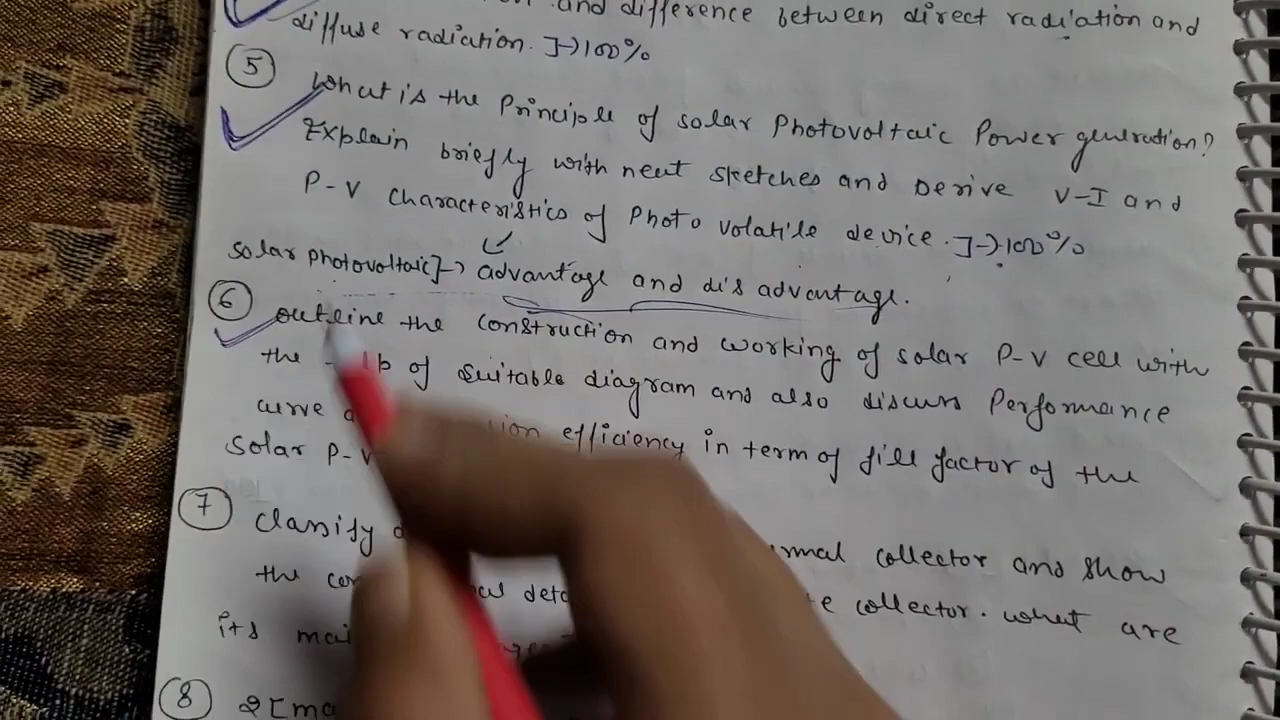 and difference between direct radiation and
diffuse radiation. ]→100%
5 What is the Principle of solar Photovoltaic Power generation?
Explain briefly with neat sketches and Derive V-I and
P-V characteristics of Photo volatile device. ]→100%
solar photovoltaic]→ advantage and disadvantage.
6 outline the construction and working of solar P-V cell with
the of suitable diagram and also discuss Performance
curve efficiency in term of fill factor of the
solar P-V
7 classify collector and show
the collector. what are
its
8 2[ma